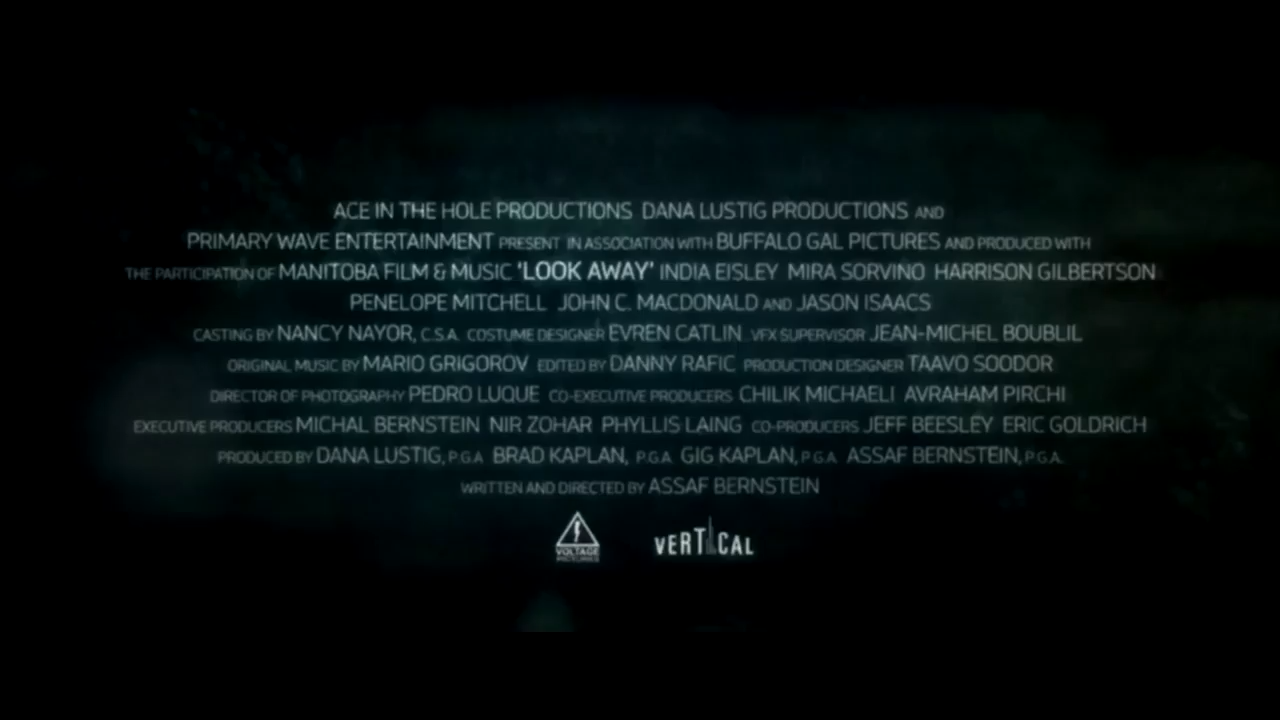 ACE IN THE HOLE PRODUCTIONS DANA LUSTIG PRODUCTIONS AND
PRIMARY WAVE ENTERTAINMENT PRESENT IN ASSOCIATION WITH BUFFALO GAL PICTURES AND PRODUCED WITH
THE PARTICIPATION OF MANITOBA FILM & MUSIC 'LOOK AWAY' INDIA EISLEY MIRA SORVINO HARRISON GILBERTSON
PENELOPE MITCHELL JOHN C. MACDONALD AND JASON ISAACS
CASTING BY NANCY NAYOR, C.S.A. COSTUME DESIGNER EVREN CATLIN VFX SUPERVISOR JEAN-MICHEL BOUBLIL
ORIGINAL MUSIC BY MARIO GRIGOROV EDITED BY DANNY RAFIC PRODUCTION DESIGNER TAAVO SOODOR
DIRECTOR OF PHOTOGRAPHY PEDRO LUQUE CO-EXECUTIVE PRODUCERS CHILIK MICHAELI AVRAHAM PIRCHI
EXECUTIVE PRODUCERS MICHAL BERNSTEIN NIR ZOHAR PHYLLIS LAING CO-PRODUCERS JEFF BEESLEY ERIC GOLDRICH
PRODUCED BY DANA LUSTIG, P.G.A BRAD KAPLAN, P.G.A GIG KAPLAN, P.G.A ASSAF BERNSTEIN, P.G.A.
WRITTEN AND DIRECTED BY ASSAF BERNSTEIN
VOLTAGE PICTURES VERTICAL